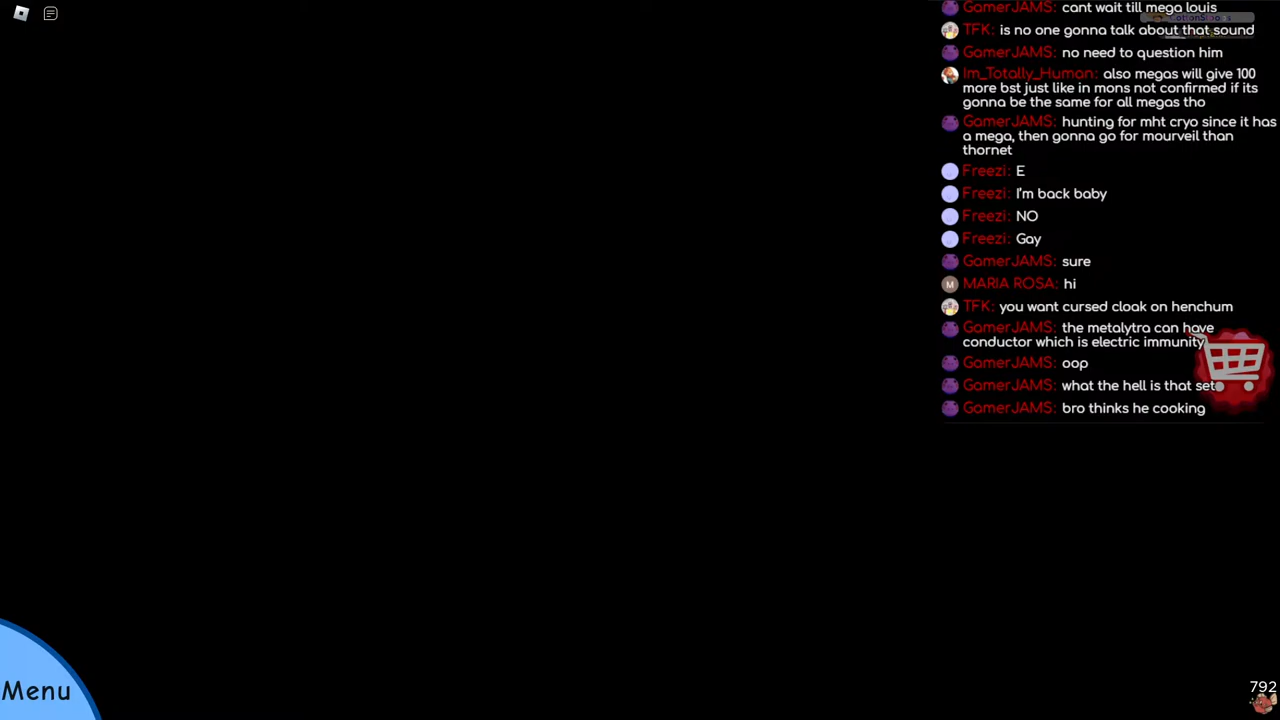 GamerJAMS: cant wait till mega louis
TFK: is no one gonna talk about that sound
GamerJAMS: no need to question him
Im_Totally_Human: also megas will give 100
more bst just like in mons not confirmed if its
gonna be the same for all megas tho
GamerJAMS: hunting for mht cryo since it has
a mega, then gonna go for mourveil than
thornet
Freezi: E
Freezi: I'm back baby
Freezi: NO
Freezi: Gay
GamerJAMS: sure
M MARIA ROSA: hi
TFK: you want cursed cloak on henchum
GamerJAMS: the metalytra can have
conductor which is electric immunity
GamerJAMS: oop
GamerJAMS: what the hell is that set
GamerJAMS: bro thinks he cooking
Menu
792